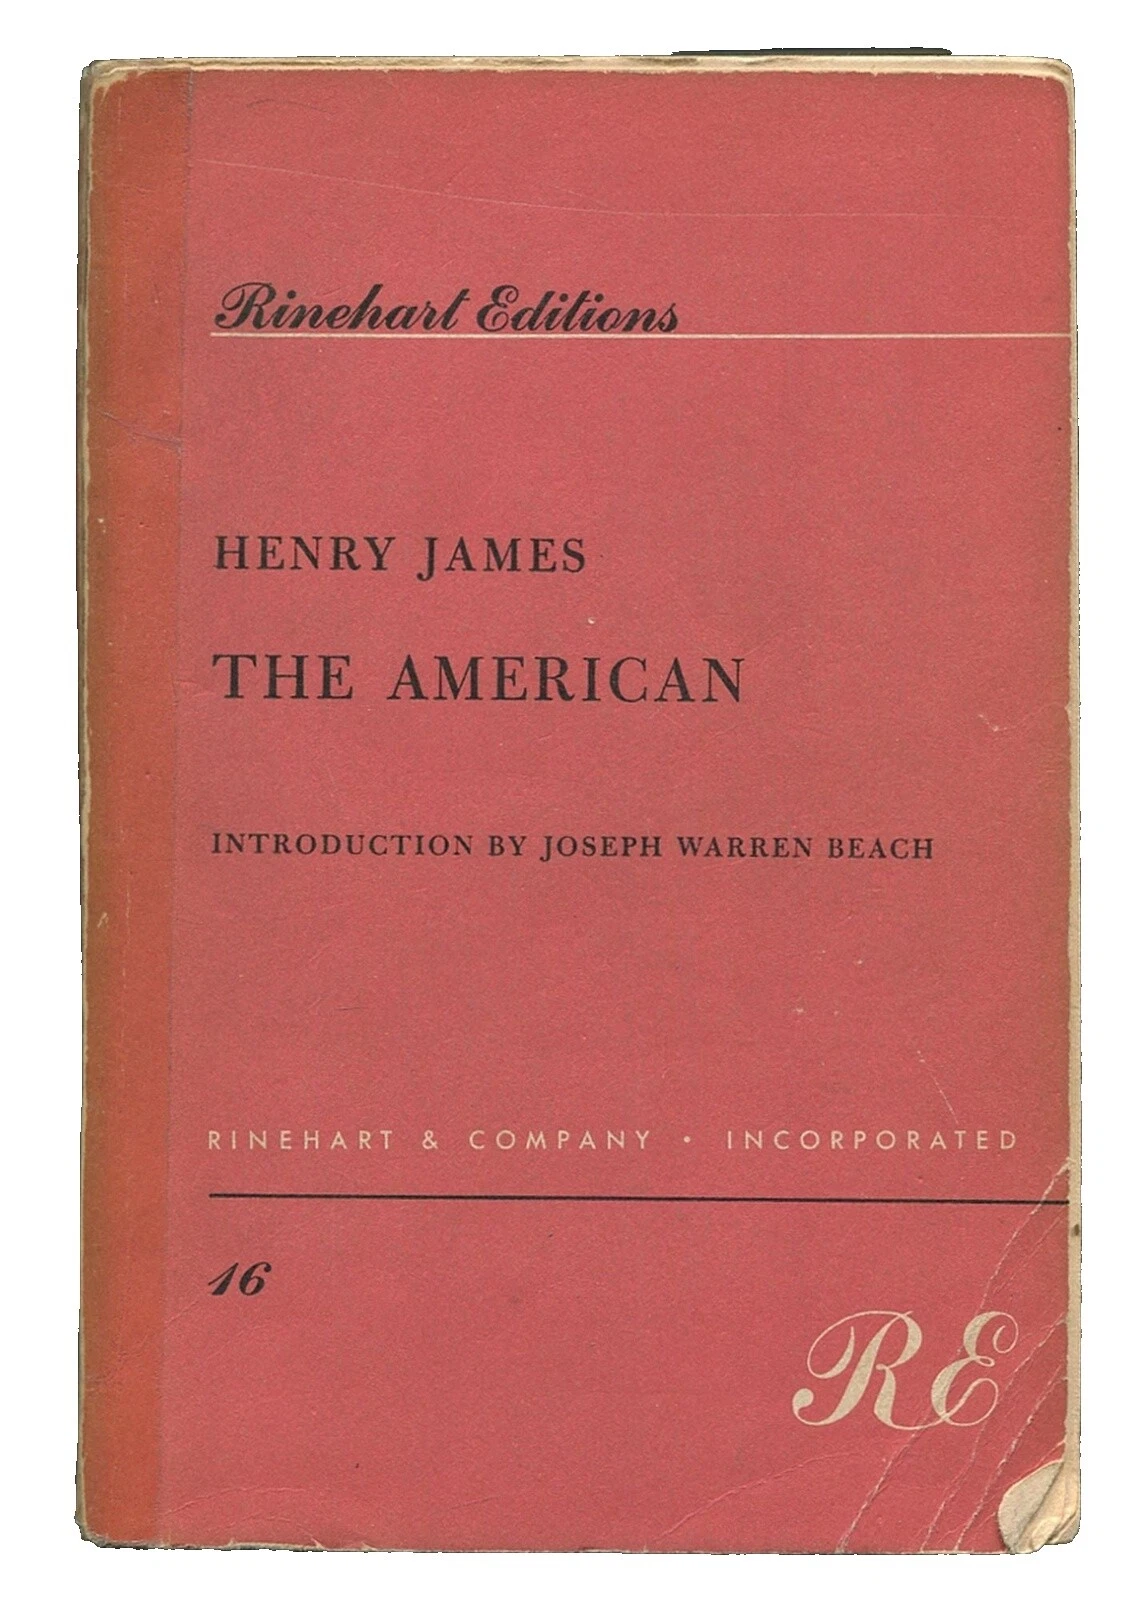 Rinehart Editions
HENRY JAMES
THE AMERICAN
INTRODUCTION BY JOSEPH WARREN BEACH
RINEHART & COMPANY • INCORPORATED
16
RE